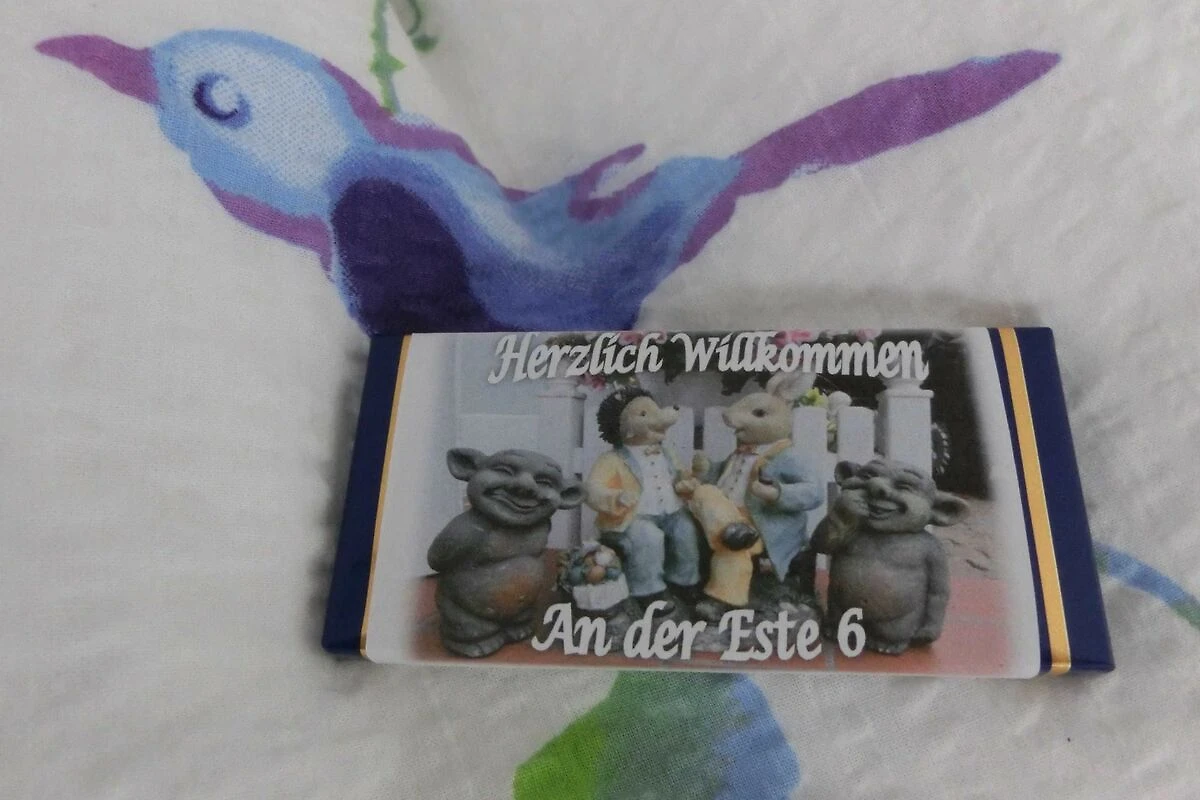 Herzlich Willkommen
An der Este 6